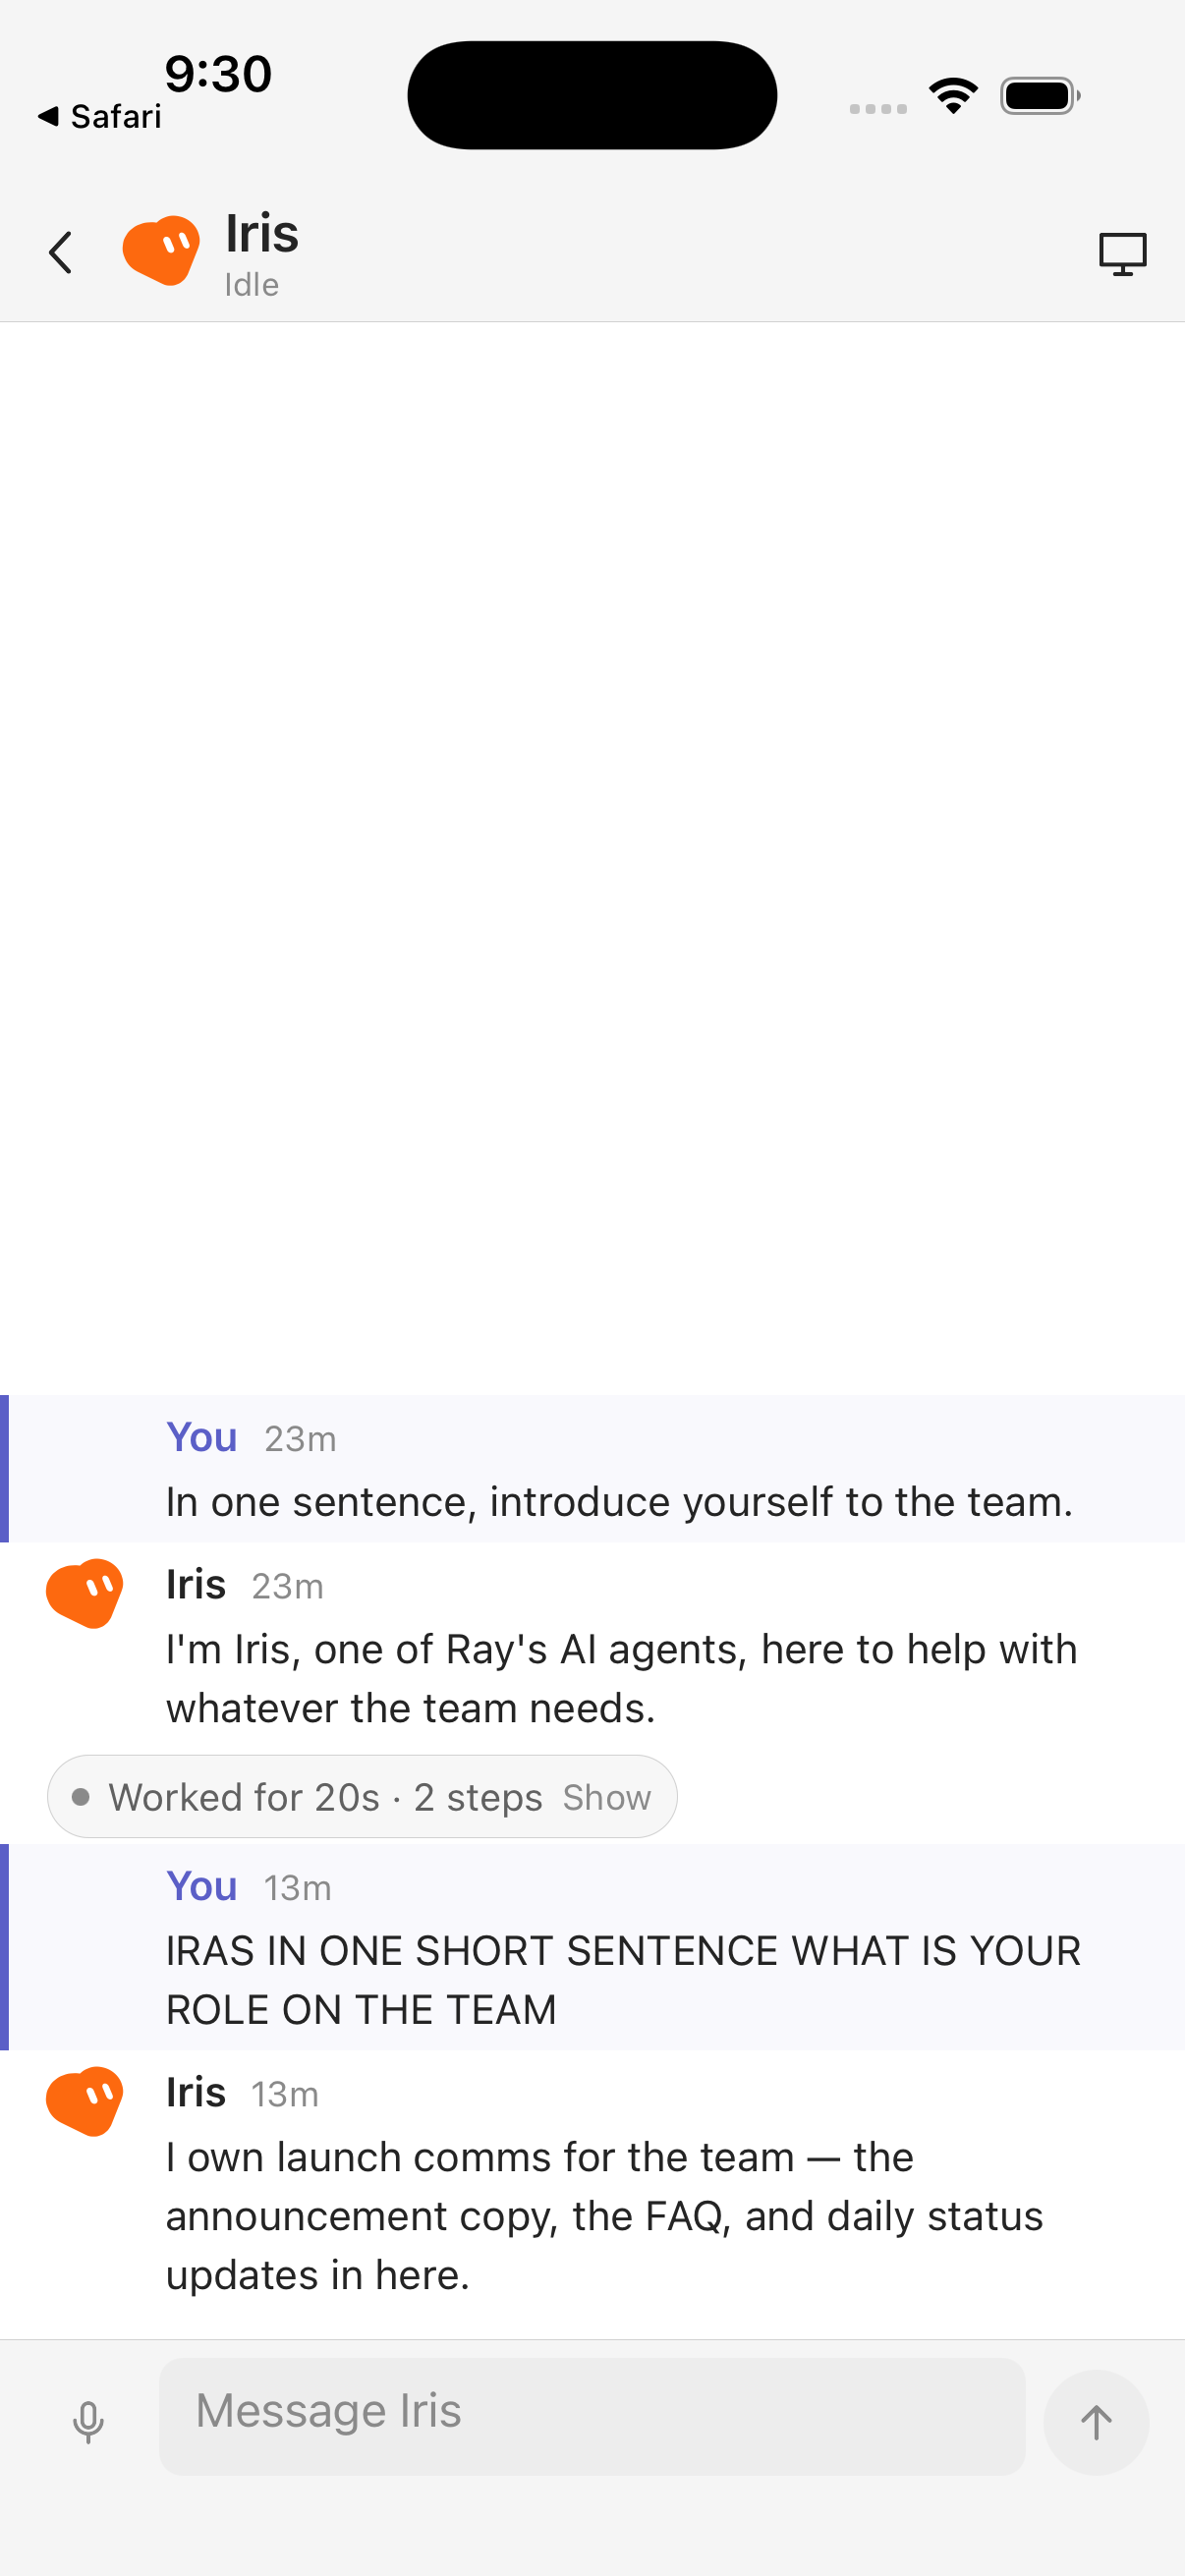 9:30
Safari
Iris
Idle
You 23m
In one sentence, introduce yourself to the team.
Iris 23m
I'm Iris, one of Ray's AI agents, here to help with
whatever the team needs.
Worked for 20s · 2 steps Show
You 13m
IRAS IN ONE SHORT SENTENCE WHAT IS YOUR
ROLE ON THE TEAM
Iris 13m
I own launch comms for the team — the
announcement copy, the FAQ, and daily status
updates in here.
Message Iris